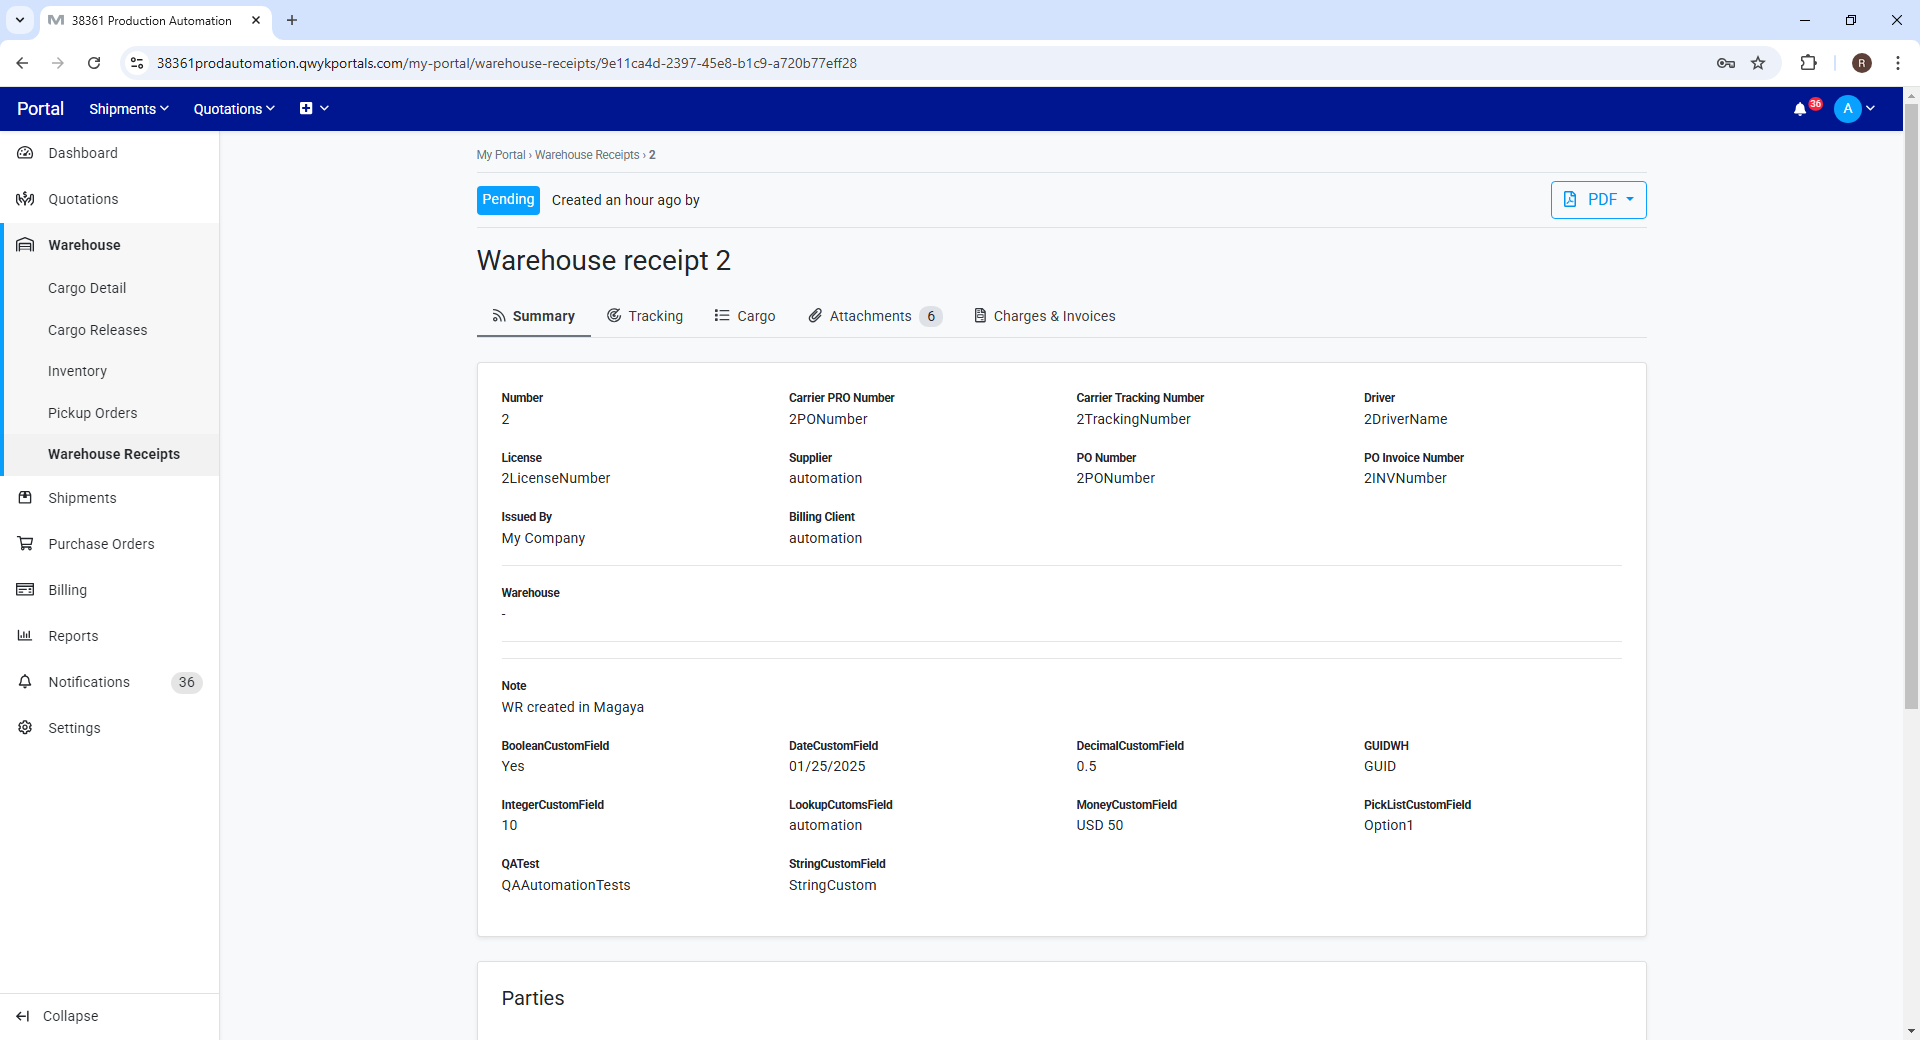 38361 Production Automation
38361prodautomation.qwykportals.com/my-portal/warehouse-receipts/9e11ca4d-2397-45e8-b1c9-a720b77eff28
R
Portal
Shipments
Quotations
36
A
Dashboard
Quotations
Warehouse
Cargo Detail
Cargo Releases
Inventory
Pickup Orders
Warehouse Receipts
Shipments
Purchase Orders
Billing
Reports
Notifications 36
Settings
Collapse
My Portal › Warehouse Receipts › 2
Pending Created an hour ago by
PDF
Warehouse receipt 2
Summary Tracking Cargo Attachments 6 Charges & Invoices
Number Carrier PRO Number Carrier Tracking Number Driver
2 2PONumber 2TrackingNumber 2DriverName
License Supplier PO Number PO Invoice Number
2LicenseNumber automation 2PONumber 2INVNumber
Issued By Billing Client
My Company automation
Warehouse
-
Note
WR created in Magaya
BooleanCustomField DateCustomField DecimalCustomField GUIDWH
Yes 01/25/2025 0.5 GUID
IntegerCustomField LookupCutomsField MoneyCustomField PickListCustomField
10 automation USD 50 Option1
QATest StringCustomField
QAAutomationTests StringCustom
Parties